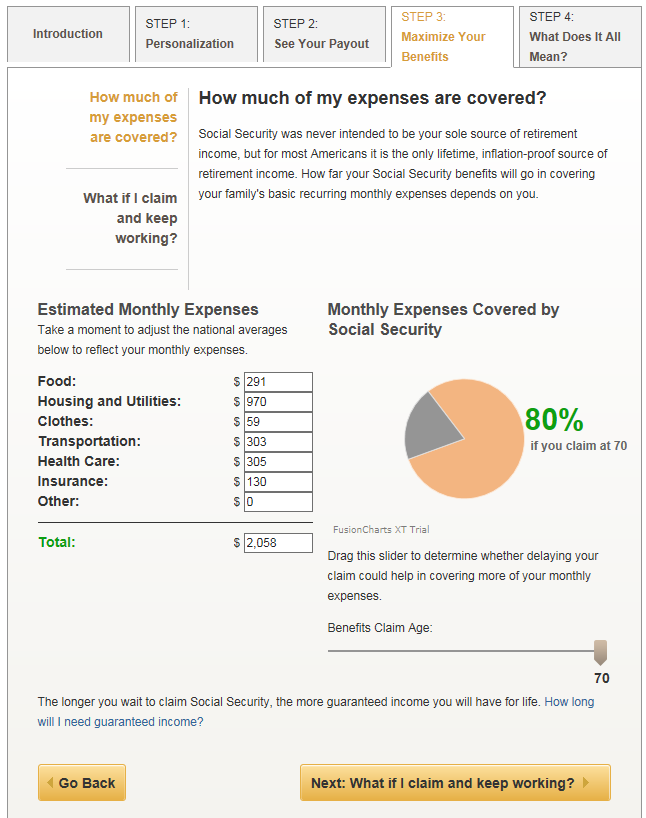 Introduction
STEP 1:
Personalization
STEP 2:
See Your Payout
STEP 3:
Maximize Your
Benefits
STEP 4:
What Does It All
Mean?
How much of
my expenses
are covered?
What if I claim
and keep
working?
How much of my expenses are covered?
Social Security was never intended to be your sole source of retirement
income, but for most Americans it is the only lifetime, inflation-proof source of
retirement income. How far your Social Security benefits will go in covering
your family's basic recurring monthly expenses depends on you.
Estimated Monthly Expenses
Take a moment to adjust the national averages
below to reflect your monthly expenses.
Food: $ 291
Housing and Utilities: $ 970
Clothes: $ 59
Transportation: $ 303
Health Care: $ 305
Insurance: $ 130
Other: $ 0
Total: $ 2,058
Monthly Expenses Covered by
Social Security
80%
if you claim at 70
FusionCharts XT Trial
Drag this slider to determine whether delaying your
claim could help in covering more of your monthly
expenses.
Benefits Claim Age:
70
The longer you wait to claim Social Security, the more guaranteed income you will have for life. How long
will I need guaranteed income?
Go Back
Next: What if I claim and keep working?